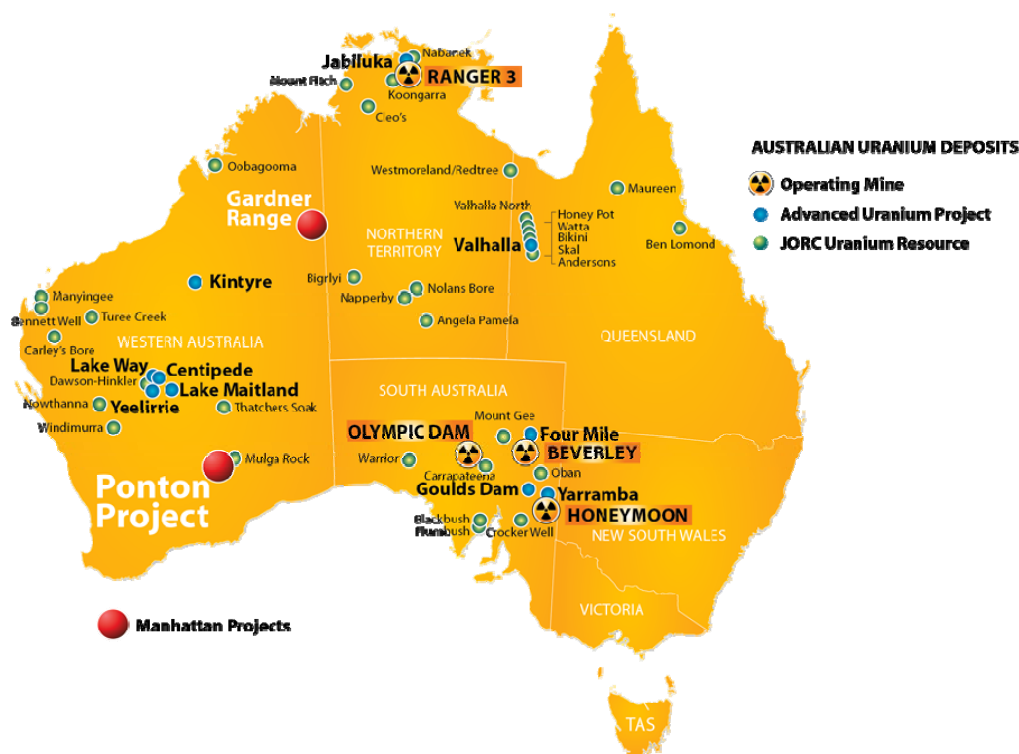 Nabarlek
Jabiluka
RANGER 3
Mount Fitch
Koongarra
Cleo's
AUSTRALIAN URANIUM DEPOSITS
Operating Mine
Advanced Uranium Project
JORC Uranium Resource
Oobagooma
Westmoreland/Redtree
Maureen
Gardner
Range
Valhalla North
Honey Pot
Watta
Bikini
Skal
Andersons
NORTHERN
TERRITORY
Valhalla
Ben Lomond
Kintyre
Bigrlyi
Nolans Bore
Napperby
Manyingee
Bennett Well
Turee Creek
Angela Pamela
Carley's Bore
WESTERN AUSTRALIA
QUEENSLAND
Lake Way
Centipede
Dawson-Hinkler
Lake Maitland
Nowthanna
Yeelirrie
Thatchers Soak
SOUTH AUSTRALIA
Windimurra
Mount Gee
OLYMPIC DAM
Four Mile
BEVERLEY
Warrior
Mulga Rock
Carrapateena
Oban
Ponton
Project
Goulds Dam
Yarramba
HONEYMOON
Blackbush
Crocker Well
NEW SOUTH WALES
VICTORIA
Manhattan Projects
TAS